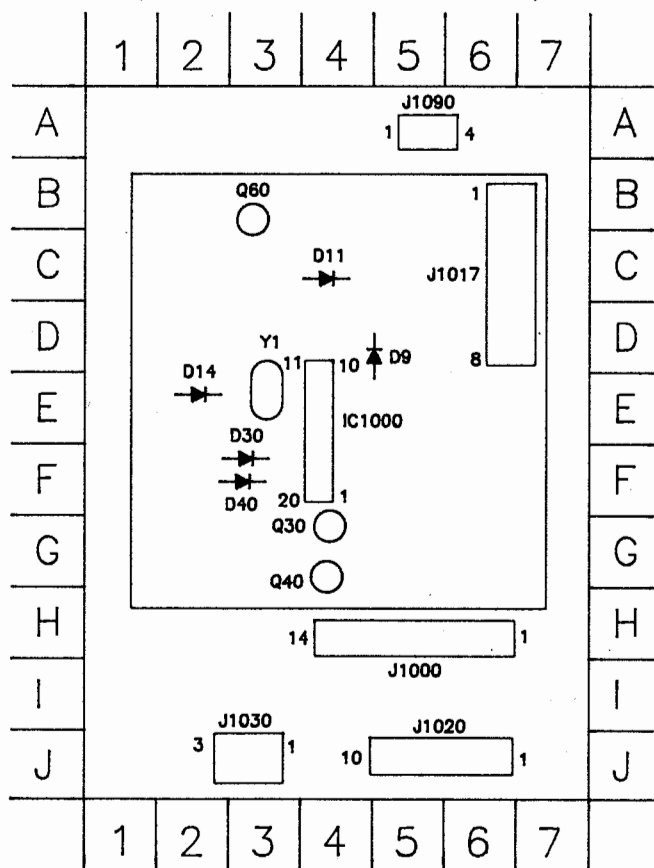 1 2 3 4 5 6 7
J1090
A 1 4 A
B Q60 1 B
D11
C J1017 C
D Y1 D9 8 D
11 10
D14
E IC1000 E
D30
F F
D40 20 1
Q30
G G
Q40
H 14 1 H
J1000
I I
J1030 J1020
3 1 10 1
J J
1 2 3 4 5 6 7